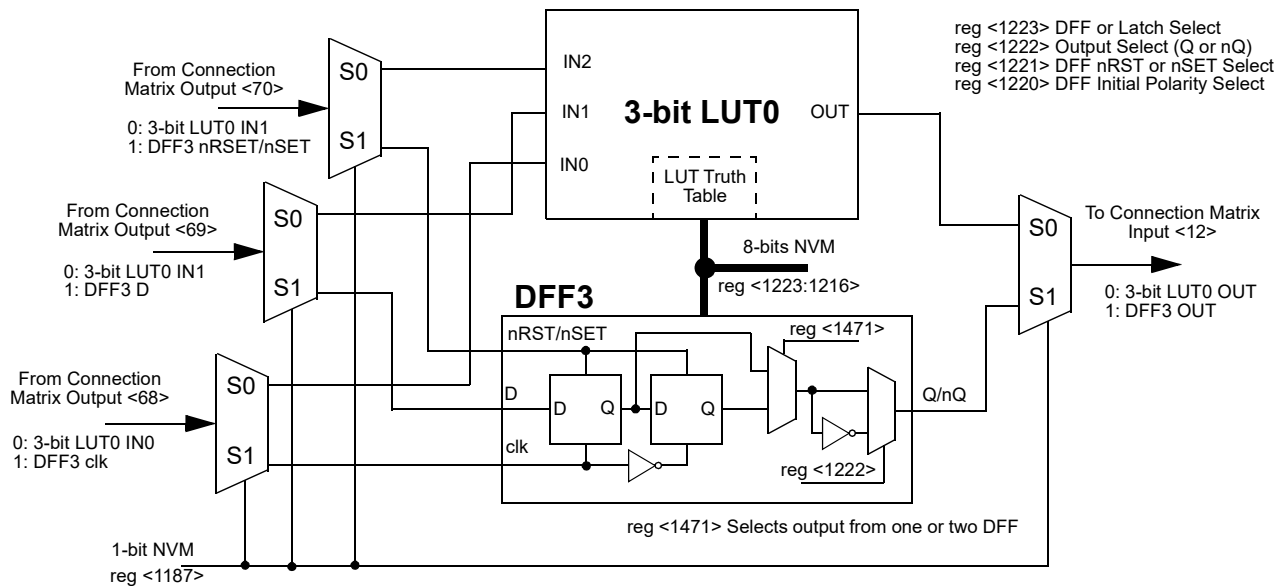 reg <1223> DFF or Latch Select
reg <1222> Output Select (Q or nQ)
reg <1221> DFF nRST or nSET Select
reg <1220> DFF Initial Polarity Select
From Connection
Matrix Output <70>
0: 3-bit LUT0 IN1
1: DFF3 nRSET/nSET
S0
S1
IN2
IN1
IN0
3-bit LUT0
OUT
LUT Truth
Table
From Connection
Matrix Output <69>
0: 3-bit LUT0 IN1
1: DFF3 D
S0
S1
8-bits NVM
reg <1223:1216>
To Connection Matrix
Input <12>
S0
S1
0: 3-bit LUT0 OUT
1: DFF3 OUT
DFF3
nRST/nSET
reg <1471>
D
D
Q
D
Q
Q/nQ
clk
reg <1222>
From Connection
Matrix Output <68>
0: 3-bit LUT0 IN0
1: DFF3 clk
S0
S1
reg <1471> Selects output from one or two DFF
1-bit NVM
reg <1187>